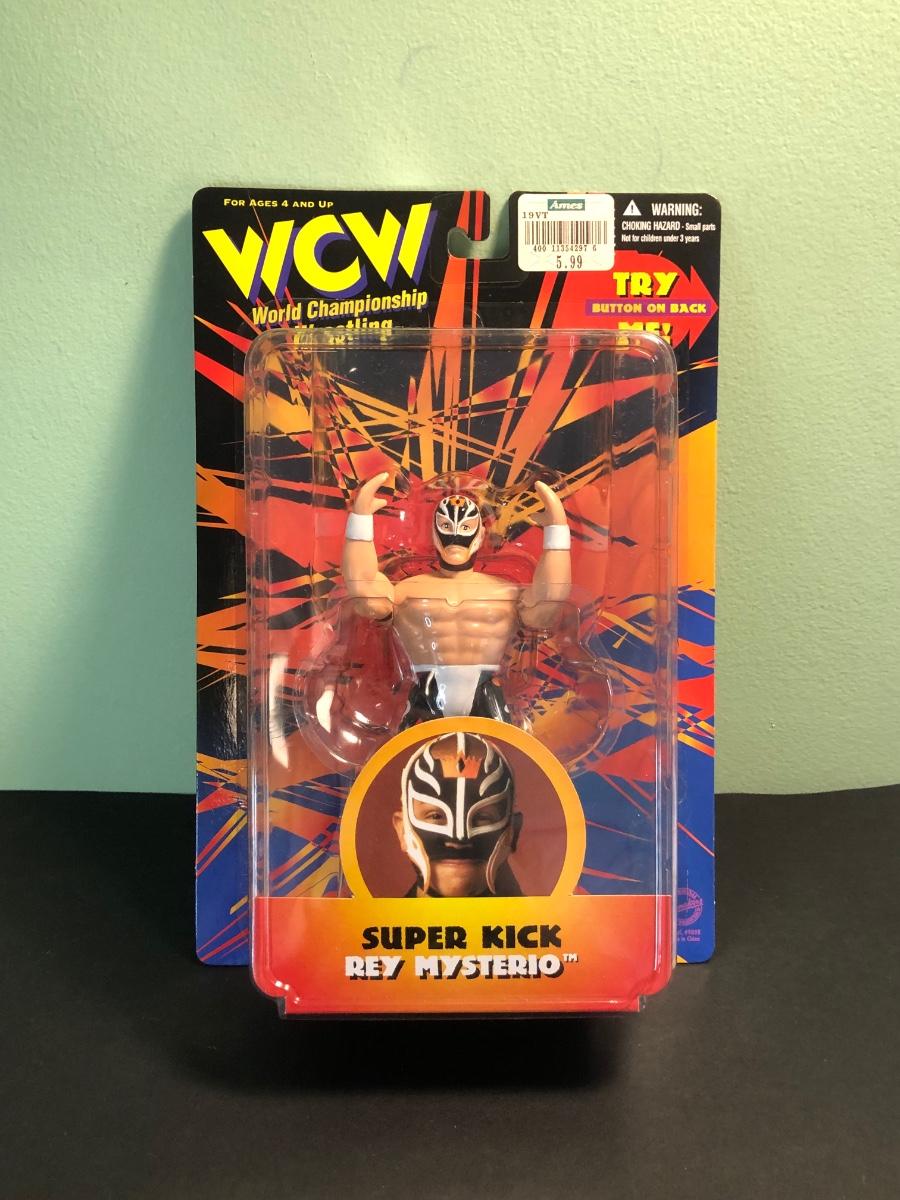 FOR AGES 4 AND UP
WCW
World Championship
Wrestling
Ames
19VT
400 11354297 6
5.99
WARNING:
CHOKING HAZARD - Small parts
Not for children under 3 years
TRY
BUTTON ON BACK
ME!
SUPER KICK
REY MYSTERIO™